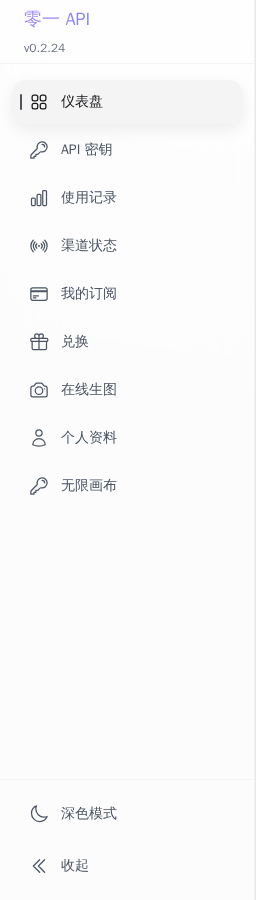 零一 API
v0.2.24
仪表盘
API 密钥
使用记录
渠道状态
我的订阅
兑换
在线生图
个人资料
无限画布
深色模式
收起